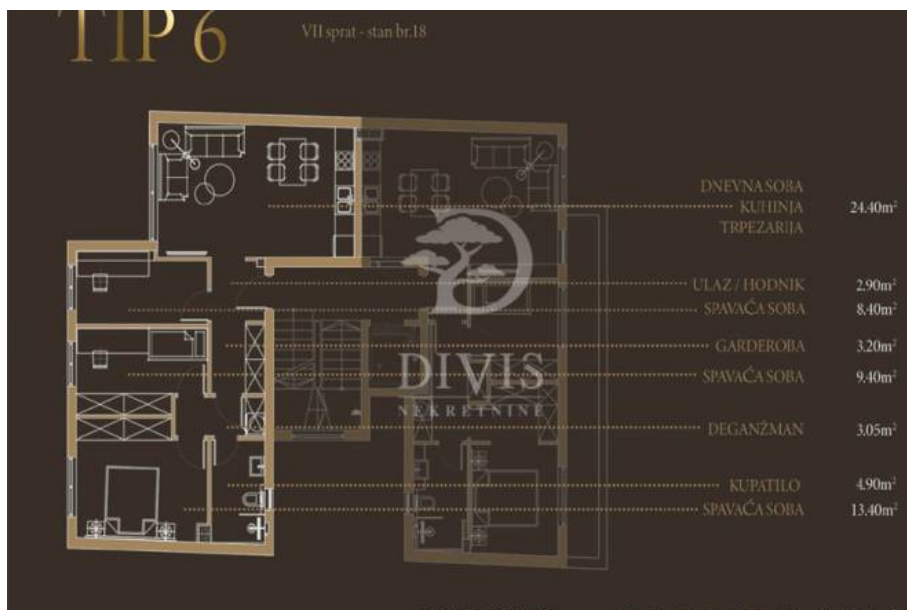 TIP 6
VII sprat - stan br.18
DNEVNA SOBA
KUHINJA 24.40m²
TRPEZARIJA
ULAZ / HODNIK 2.90m²
SPAVAĆA SOBA 8.40m²
GARDEROBA 3.20m²
SPAVAĆA SOBA 9.40m²
DEGANŽMAN 3.05m²
KUPATILO 4.90m²
SPAVAĆA SOBA 13.40m²
D
DIVIS
NEKRETNINE